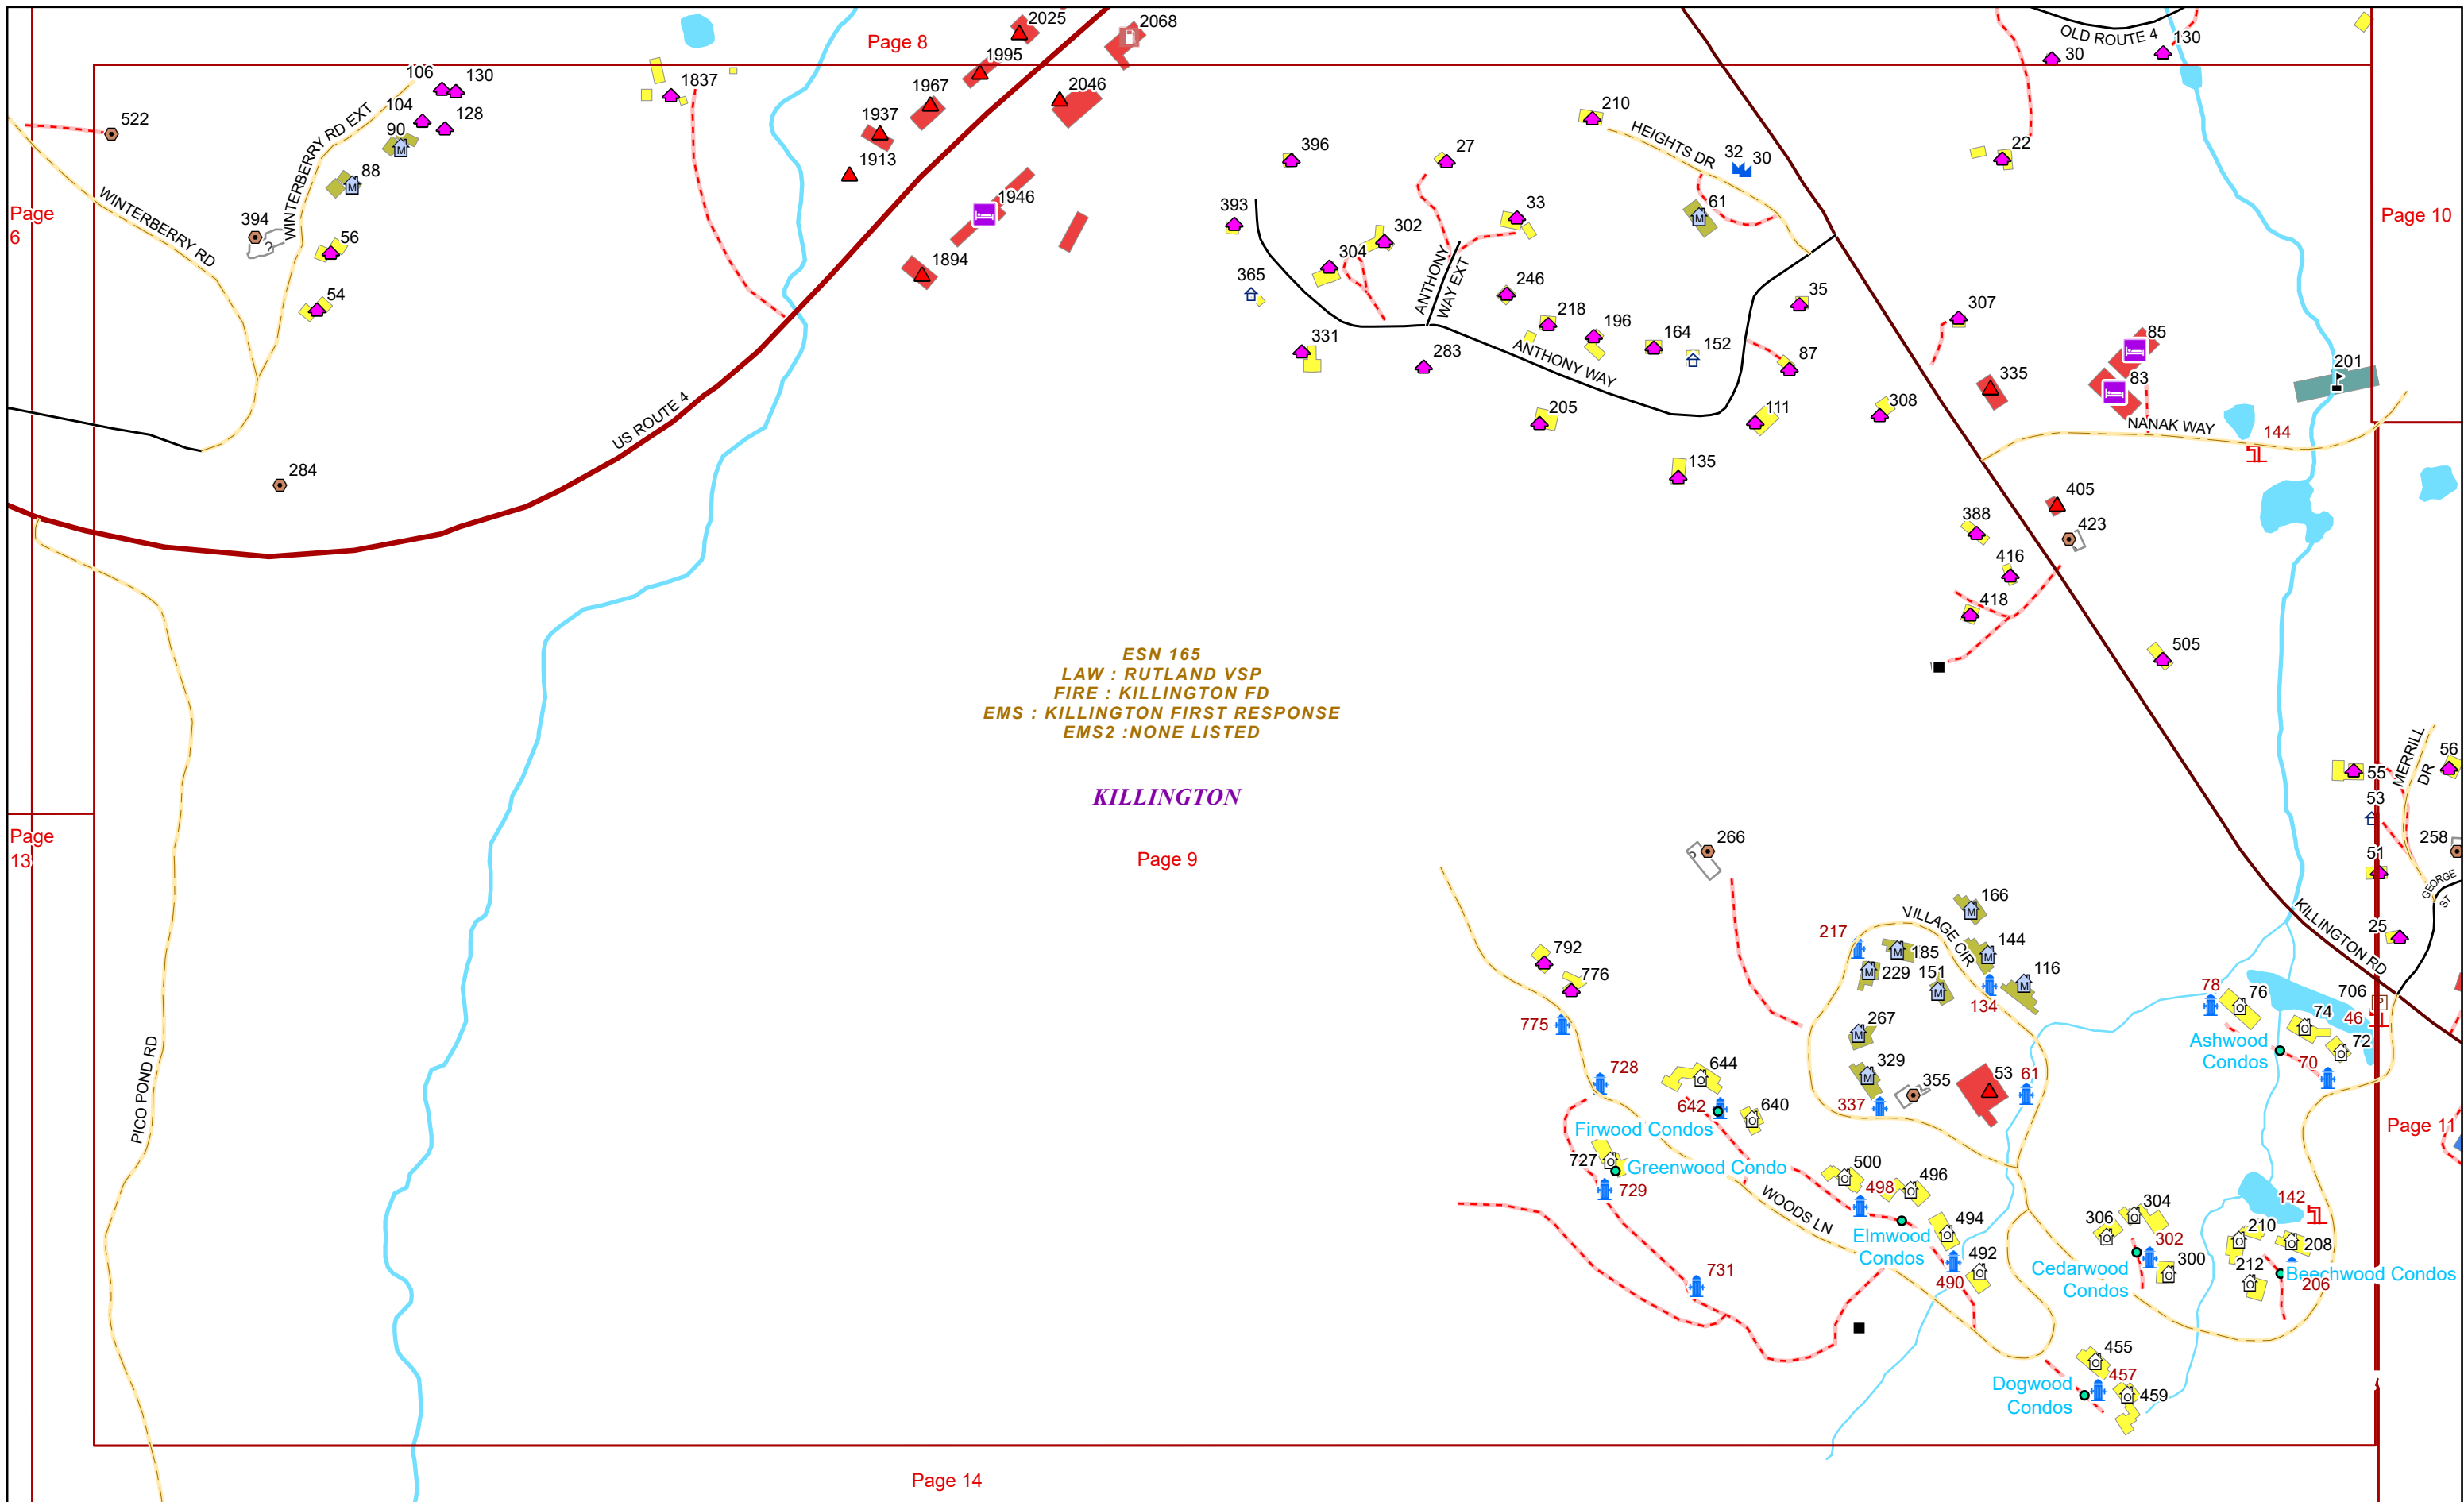 2025
2068
Page 8
OLD ROUTE 4
130
30
1995
106
130
1837
1967
2046
104
128
1937
210
522
90
WINTERBERRY RD EXT
HEIGHTS DR
396
27
32
30
22
1913
88
WINTERBERRY RD
1946
393
33
61
Page
6
Page 10
394
56
302
304
1894
365
ANTHONY
WAY EXT
246
35
54
307
218
196
164
152
331
283
ANTHONY WAY
87
85
335
83
201
US ROUTE 4
205
111
308
NANAK WAY
144
284
135
405
388
423
416
418
ESN 165
LAW : RUTLAND VSP
FIRE : KILLINGTON FD
EMS : KILLINGTON FIRST RESPONSE
EMS2 :NONE LISTED
505
KILLINGTON
MERRILL
DR
56
55
53
Page
13
Page 9
266
258
51
GEORGE
ST
166
VILLAGE CIR
217
KILLINGTON RD
25
792
185
144
776
229
151
116
78
76
706
134
775
267
74
46
Ashwood
Condos
72
728
644
329
355
53
61
70
642
640
337
PICO POND RD
Firwood Condos
Page 11
727
Greenwood Condo
500
496
729
498
WOODS LN
494
304
142
306
210
302
208
Elmwood
Condos
492
300
Cedarwood
Condos
212
Beechwood Condos
731
490
206
455
457
Dogwood
Condos
459
Page 14